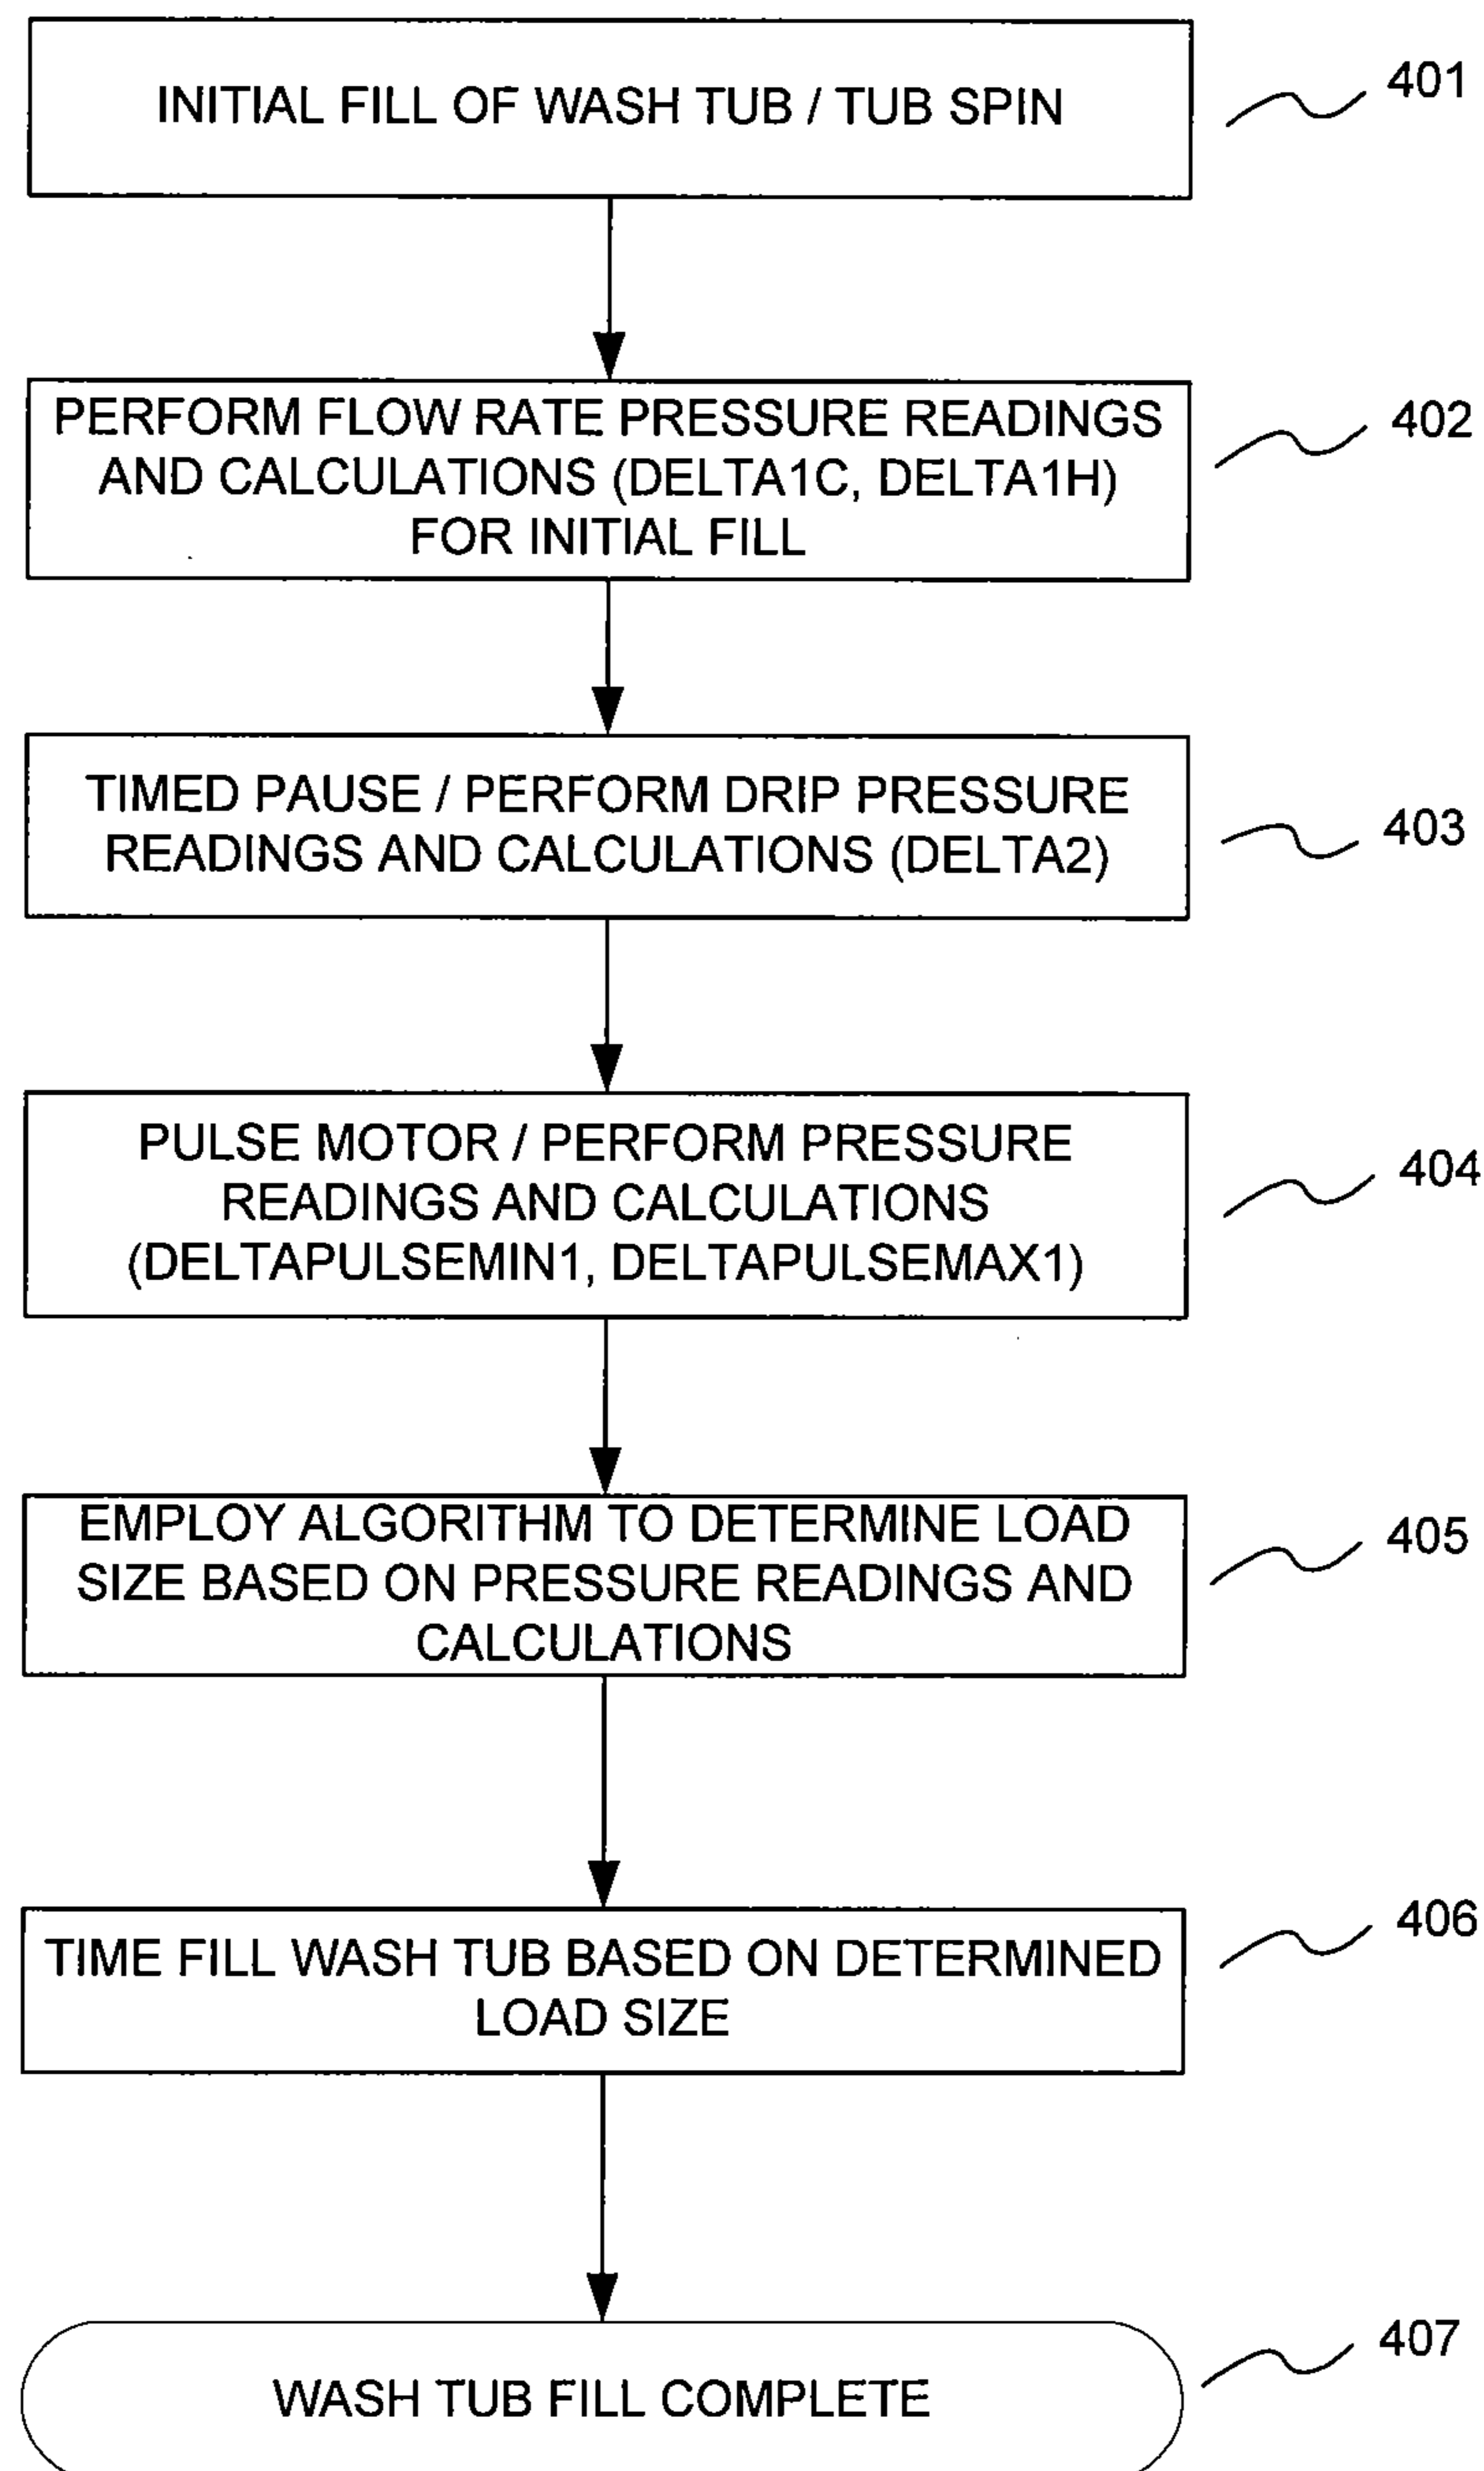 INITIAL FILL OF WASH TUB / TUB SPIN
401
PERFORM FLOW RATE PRESSURE READINGS
AND CALCULATIONS (DELTA1C, DELTA1H)
FOR INITIAL FILL
402
TIMED PAUSE / PERFORM DRIP PRESSURE
READINGS AND CALCULATIONS (DELTA2)
403
PULSE MOTOR / PERFORM PRESSURE
READINGS AND CALCULATIONS
(DELTAPULSEMIN1, DELTAPULSEMAX1)
404
EMPLOY ALGORITHM TO DETERMINE LOAD
SIZE BASED ON PRESSURE READINGS AND
CALCULATIONS
405
TIME FILL WASH TUB BASED ON DETERMINED
LOAD SIZE
406
WASH TUB FILL COMPLETE
407